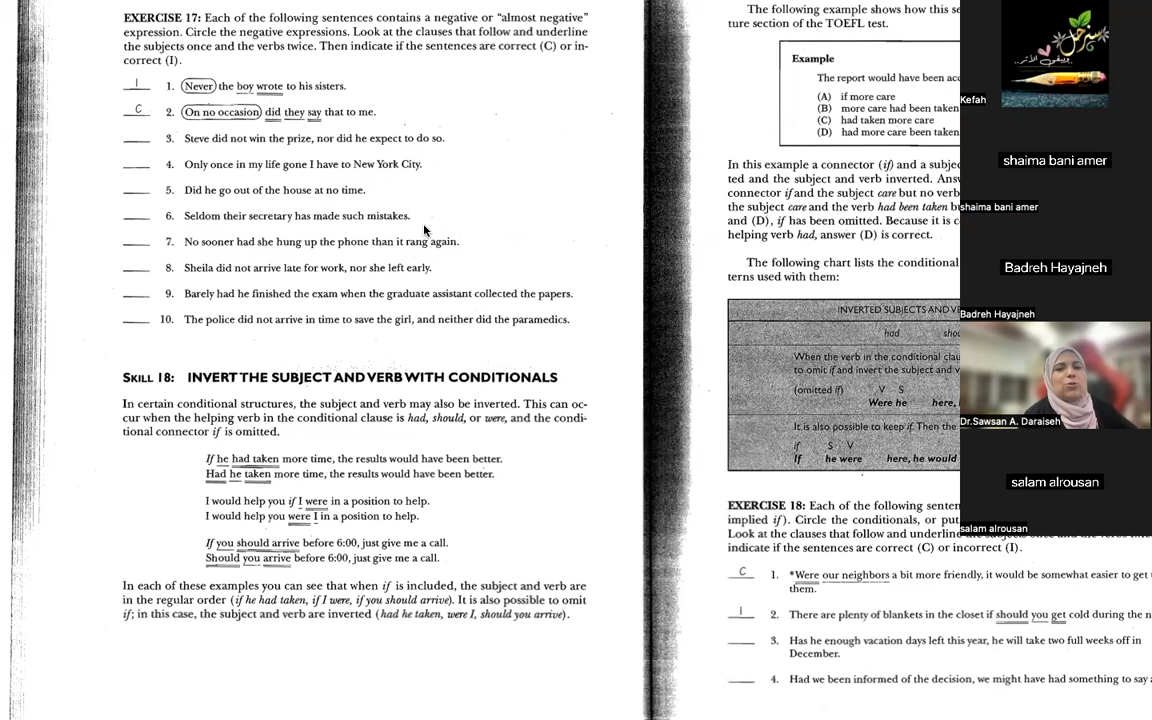 EXERCISE 17: Each of the following sentences contains a negative or “almost negative”
expression. Circle the negative expressions. Look at the clauses that follow and underline
the subjects once and the verbs twice. Then indicate if the sentences are correct (C) or in-
correct (I).
I 1. Never the boy wrote to his sisters.
C 2. On no occasion did they say that to me.
3. Steve did not win the prize, nor did he expect to do so.
4. Only once in my life gone I have to New York City.
5. Did he go out of the house at no time.
6. Seldom their secretary has made such mistakes.
7. No sooner had she hung up the phone than it rang again.
8. Sheila did not arrive late for work, nor she left early.
9. Barely had he finished the exam when the graduate assistant collected the papers.
10. The police did not arrive in time to save the girl, and neither did the paramedics.
SKILL 18: INVERT THE SUBJECT AND VERB WITH CONDITIONALS
In certain conditional structures, the subject and verb may also be inverted. This can oc-
cur when the helping verb in the conditional clause is had, should, or were, and the condi-
tional connector if is omitted.
If he had taken more time, the results would have been better.
Had he taken more time, the results would have been better.
I would help you if I were in a position to help.
I would help you were I in a position to help.
If you should arrive before 6:00, just give me a call.
Should you arrive before 6:00, just give me a call.
In each of these examples you can see that when if is included, the subject and verb are
in the regular order (if he had taken, if I were, if you should arrive). It is also possible to omit
if; in this case, the subject and verb are inverted (had he taken, were I, should you arrive).
The following example shows how this se
ture section of the TOEFL test.
Example
The report would have been acc
(A) if more care
(B) more care had been taken
(C) had taken more care
(D) had more care been taken
In this example a connector (if) and a subjec
ted and the subject and verb inverted. Ans
connector if and the subject care but no verb
the subject care and the verb had been taken b
and (D), if has been omitted. Because it is c
helping verb had, answer (D) is correct.
The following chart lists the conditional
terns used with them:
INVERTED SUBJECTS AND VE
had shou
When the verb in the conditional clau
to omit if and invert the subject and v
(omitted if) V S
Were he here,
It is also possible to keep if. Then the
if S V
If he were here, he would
EXERCISE 18: Each of the following senten
implied if). Circle the conditionals, or put
Look at the clauses that follow and underline
indicate if the sentences are correct (C) or incorrect (I).
C 1. *Were our neighbors a bit more friendly, it would be somewhat easier to get
them.
I 2. There are plenty of blankets in the closet if should you get cold during the n
3. Has he enough vacation days left this year, he will take two full weeks off in
December.
4. Had we been informed of the decision, we might have had something to say
Kefah
shaima bani amer
shaima bani amer
Badreh Hayajneh
Badreh Hayajneh
Dr.Sawsan A. Daraiseh
salam alrousan
salam alrousan